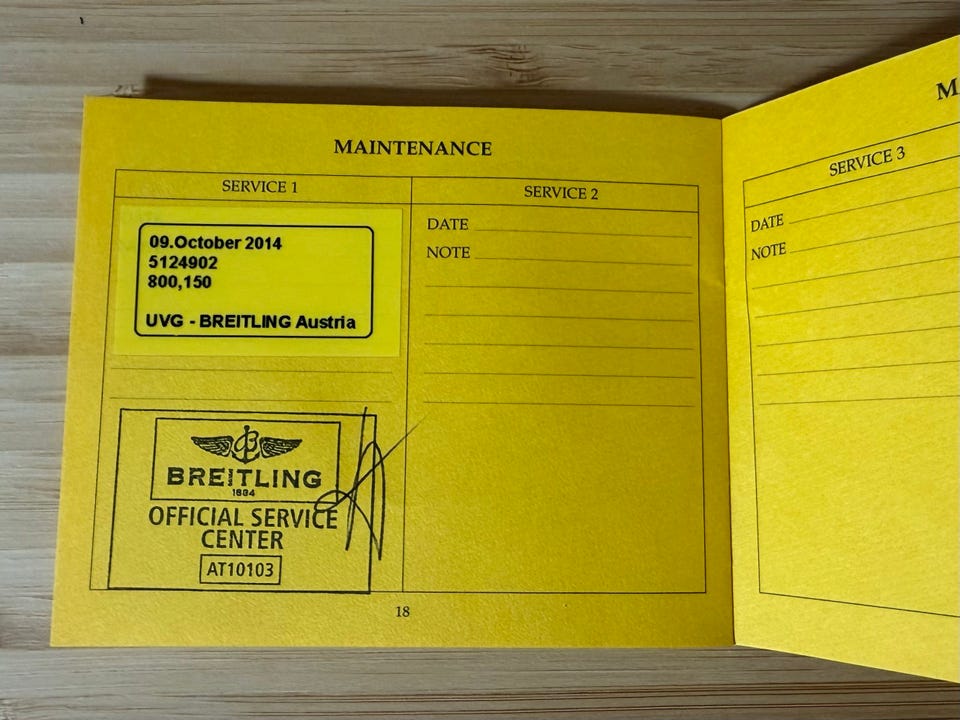 MAINTENANCE
SERVICE 1
09.October 2014
5124902
800,150
UVG - BREITLING Austria
BREITLING
1884
OFFICIAL SERVICE
CENTER
AT10103
SERVICE 2
DATE
NOTE
18
SERVICE 3
DATE
NOTE